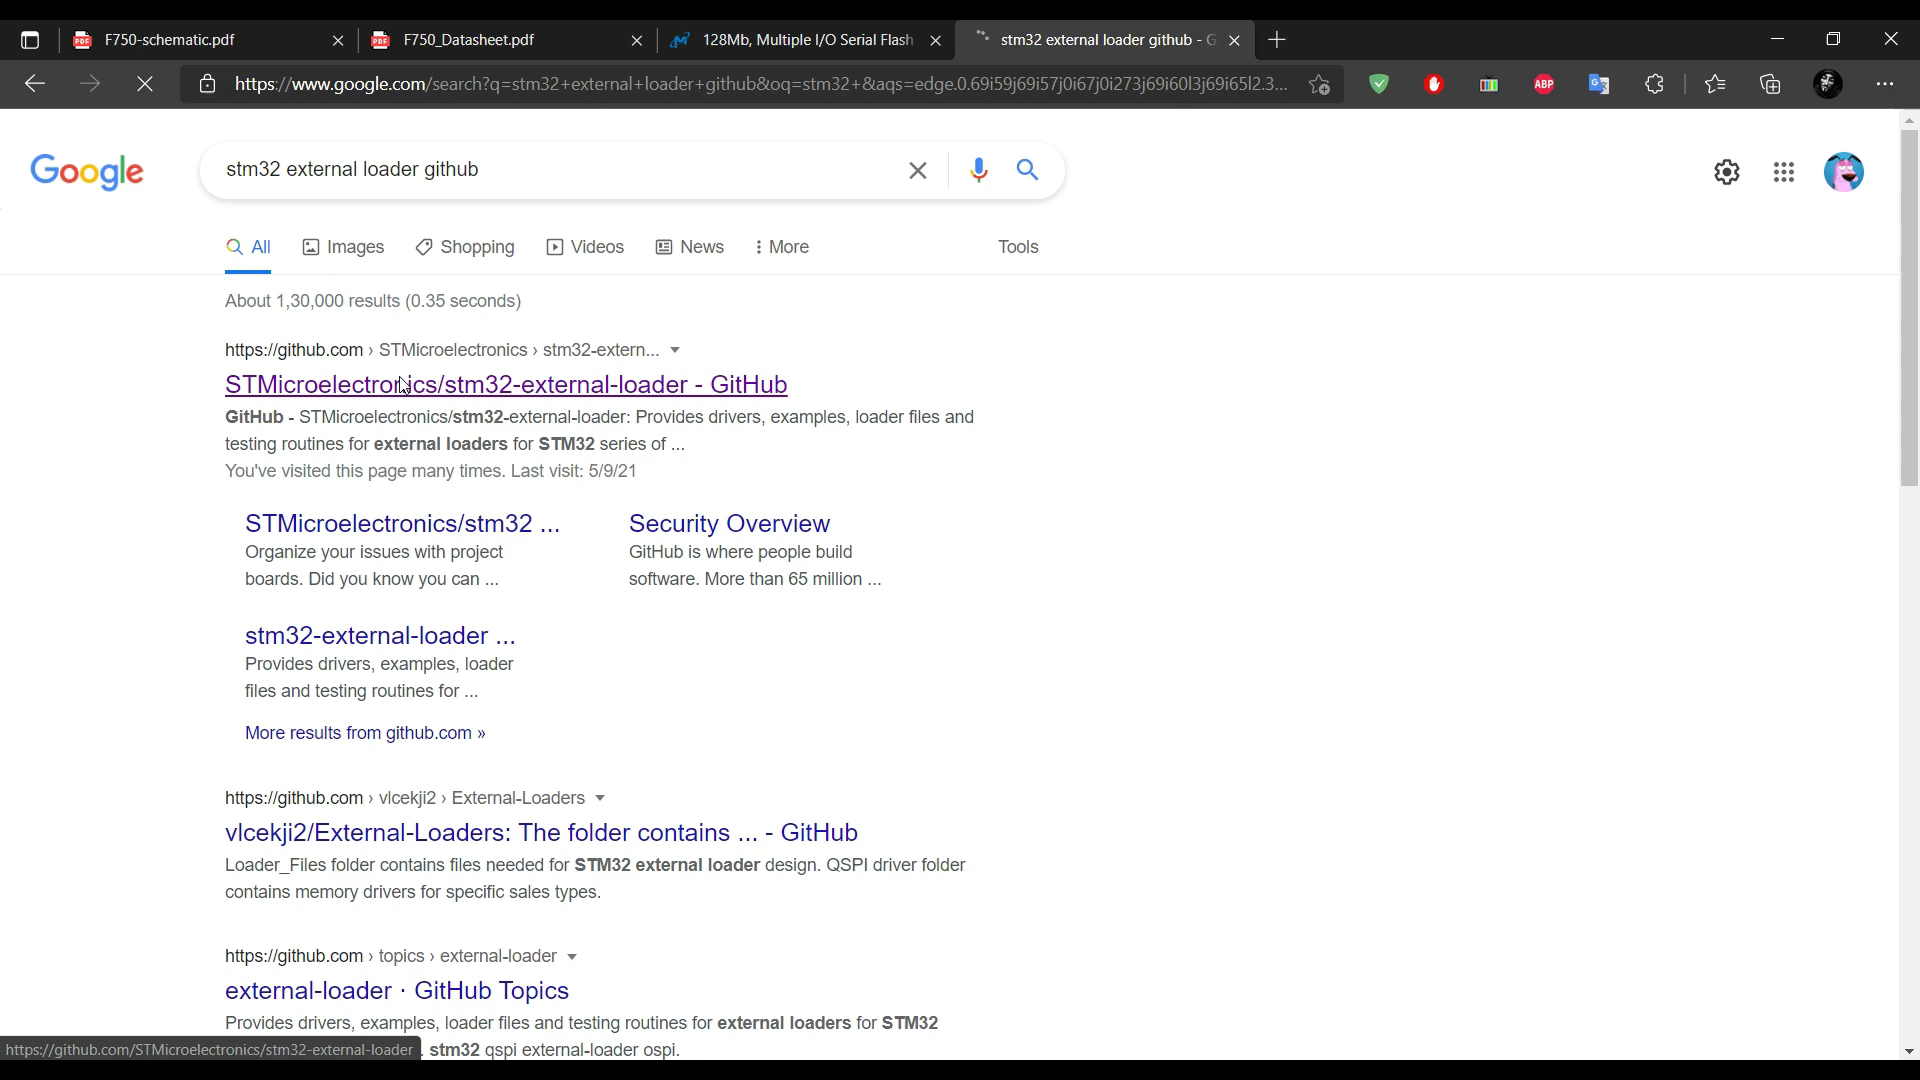 F750-schematic.pdf
F750_Datasheet.pdf
128Mb, Multiple I/O Serial Flash
stm32 external loader github - G
https://www.google.com/search?q=stm32+external+loader+github&oq=stm32+&aqs=edge.0.69i59j69i57j0i67j0i273j69i60l3j69i65l2.3...
ABP
Google
stm32 external loader github
All
Images
Shopping
Videos
News
More
Tools
About 1,30,000 results (0.35 seconds)
https://github.com › STMicroelectronics › stm32-extern...
STMicroelectronics/stm32-external-loader - GitHub
GitHub - STMicroelectronics/stm32-external-loader: Provides drivers, examples, loader files and
testing routines for external loaders for STM32 series of ...
You've visited this page many times. Last visit: 5/9/21
STMicroelectronics/stm32 ...
Organize your issues with project
boards. Did you know you can ...
Security Overview
GitHub is where people build
software. More than 65 million ...
stm32-external-loader ...
Provides drivers, examples, loader
files and testing routines for ...
More results from github.com »
https://github.com › vlcekji2 › External-Loaders
vlcekji2/External-Loaders: The folder contains ... - GitHub
Loader_Files folder contains files needed for STM32 external loader design. QSPI driver folder
contains memory drivers for specific sales types.
https://github.com › topics › external-loader
external-loader · GitHub Topics
Provides drivers, examples, loader files and testing routines for external loaders for STM32
stm32 qspi external-loader ospi.
https://github.com/STMicroelectronics/stm32-external-loader